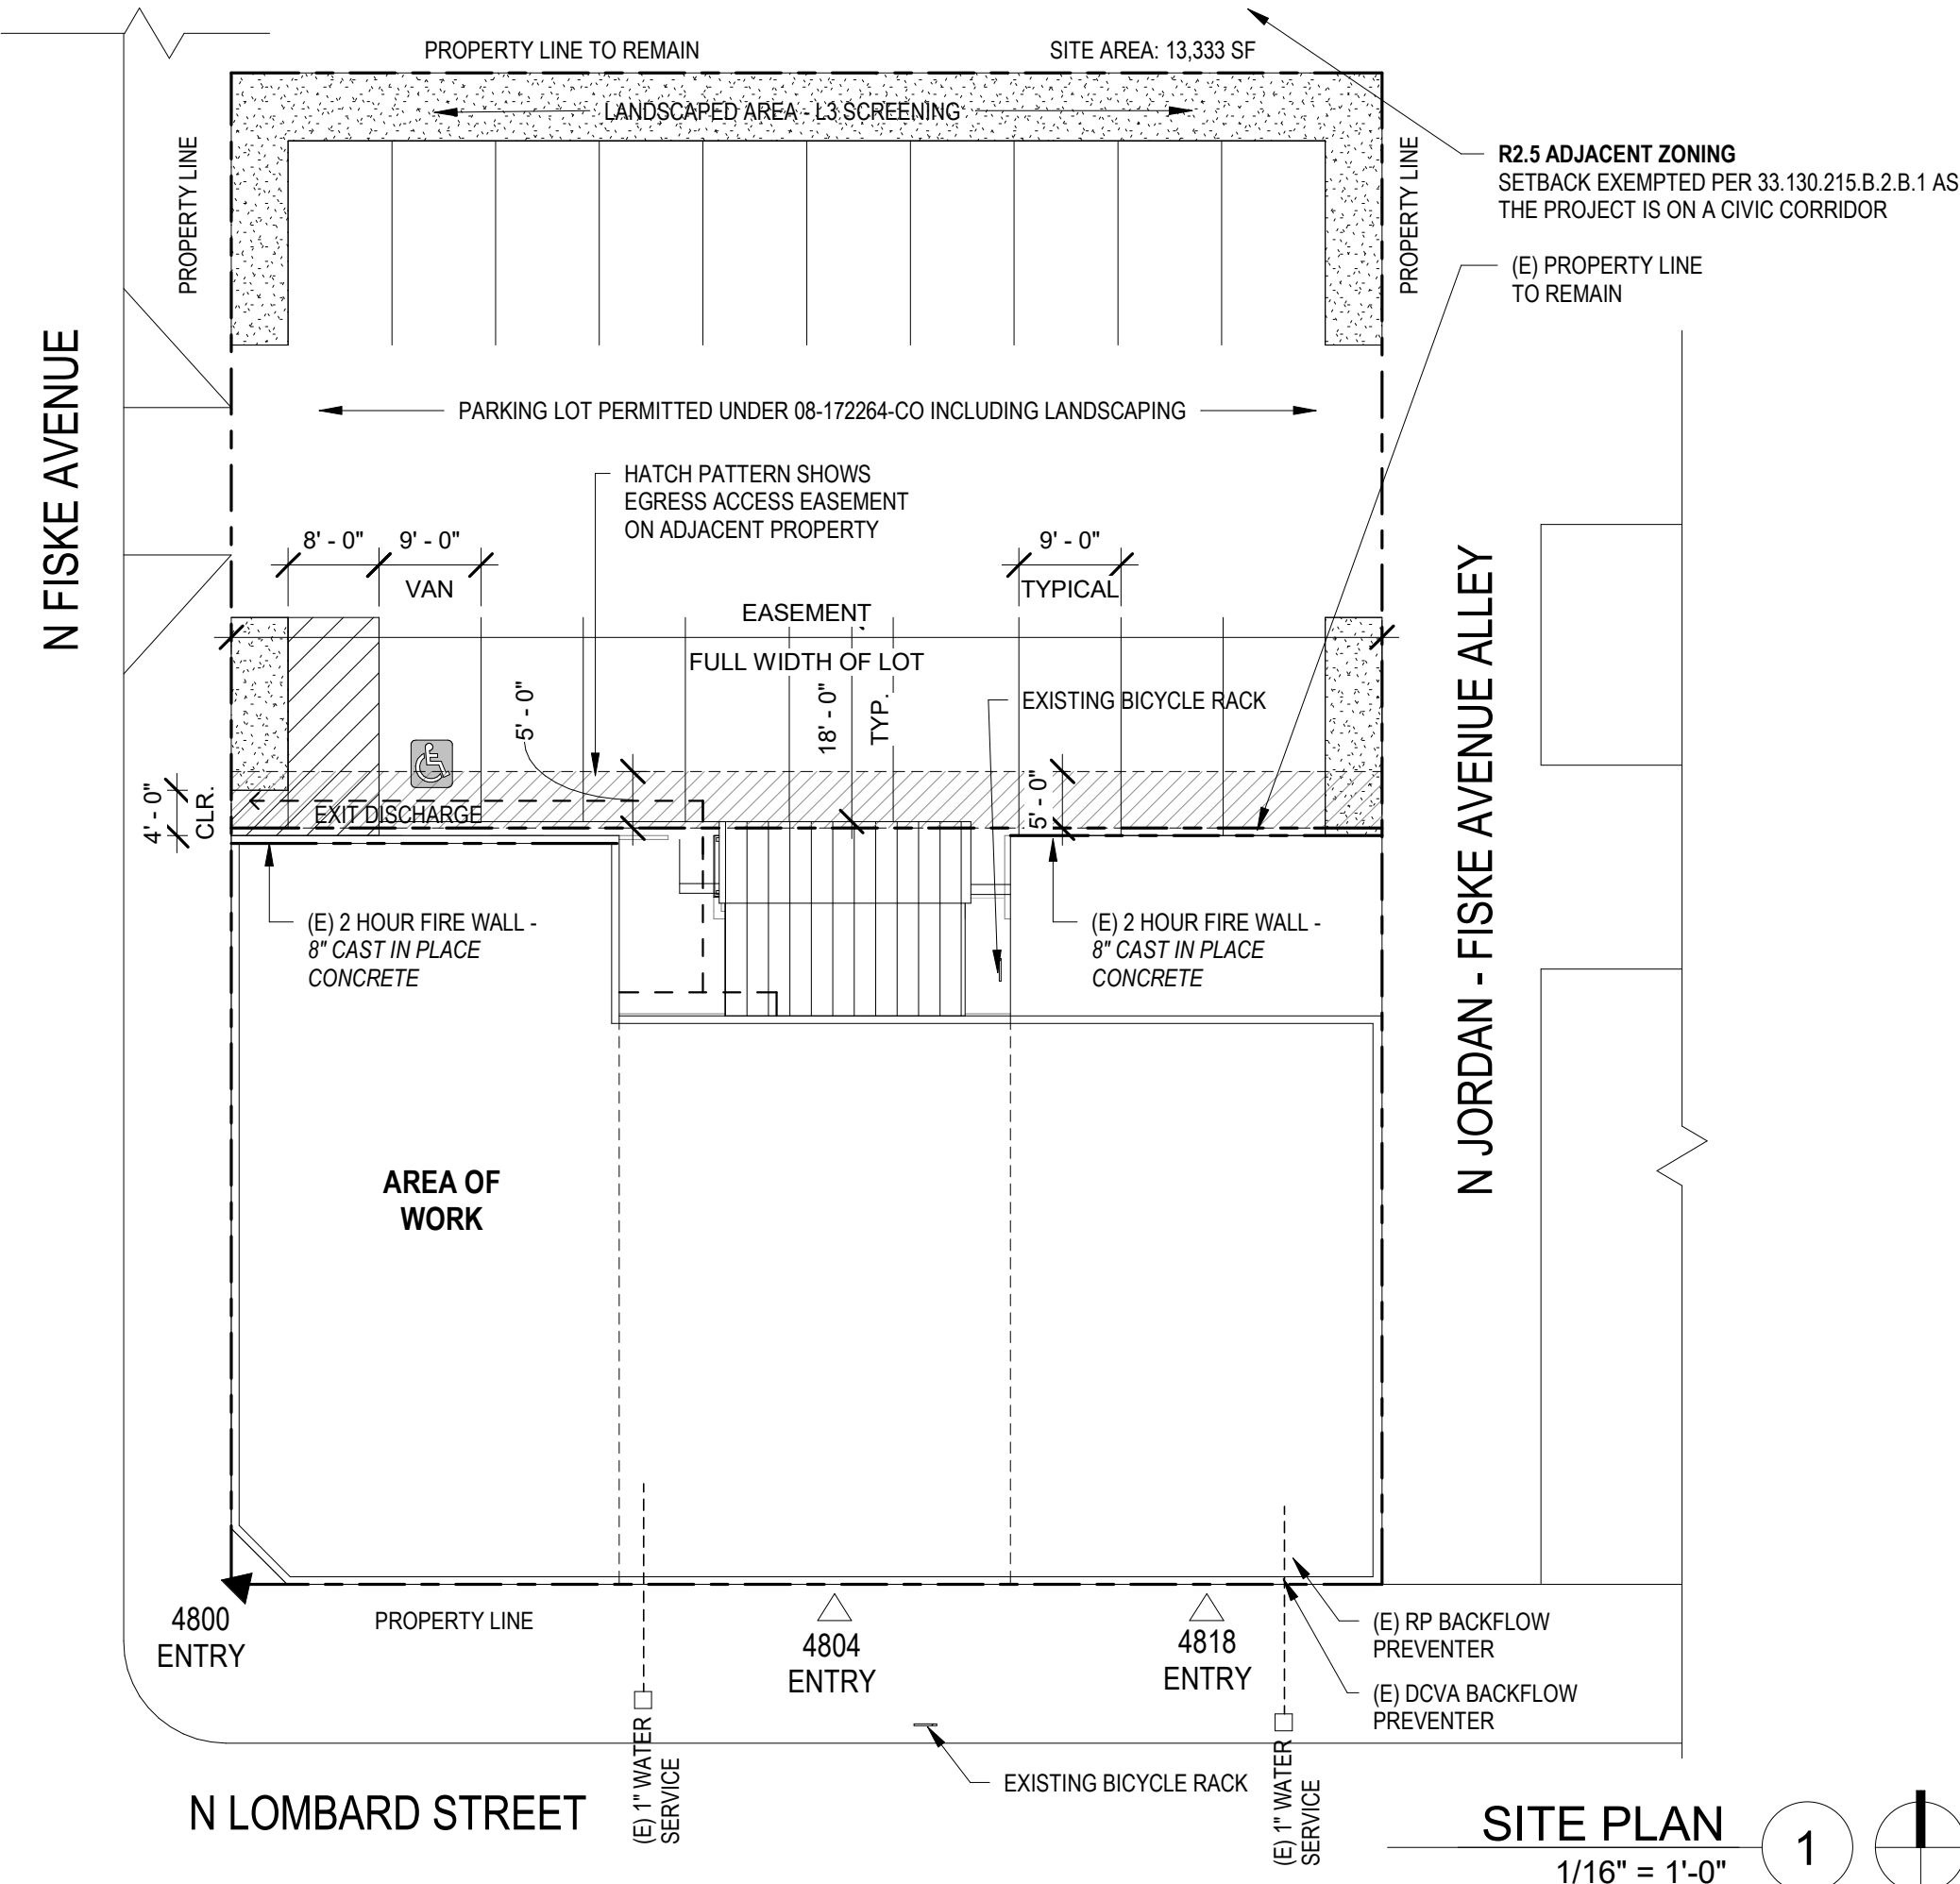 PROPERTY LINE TO REMAIN
SITE AREA: 13,333 SF
LANDSCAPED AREA - L3 SCREENING
PROPERTY LINE
PROPERTY LINE
R2.5 ADJACENT ZONING
SETBACK EXEMPTED PER 33.130.215.B.2.B.1 AS
THE PROJECT IS ON A CIVIC CORRIDOR
(E) PROPERTY LINE
TO REMAIN
N FISKE AVENUE
PARKING LOT PERMITTED UNDER 08-172264-CO INCLUDING LANDSCAPING
HATCH PATTERN SHOWS
EGRESS ACCESS EASEMENT
ON ADJACENT PROPERTY
8' - 0"
9' - 0"
VAN
9' - 0"
TYPICAL
EASEMENT
FULL WIDTH OF LOT
5' - 0"
18' - 0"
TYP.
EXISTING BICYCLE RACK
N JORDAN - FISKE AVENUE ALLEY
4' - 0"
CLR.
EXIT DISCHARGE
5' - 0"
(E) 2 HOUR FIRE WALL -
8" CAST IN PLACE
CONCRETE
(E) 2 HOUR FIRE WALL -
8" CAST IN PLACE
CONCRETE
AREA OF
WORK
4800
ENTRY
PROPERTY LINE
4804
ENTRY
4818
ENTRY
(E) RP BACKFLOW
PREVENTER
(E) DCVA BACKFLOW
PREVENTER
(E) 1" WATER
SERVICE
EXISTING BICYCLE RACK
(E) 1" WATER
SERVICE
N LOMBARD STREET
SITE PLAN
1
1/16" = 1'-0"